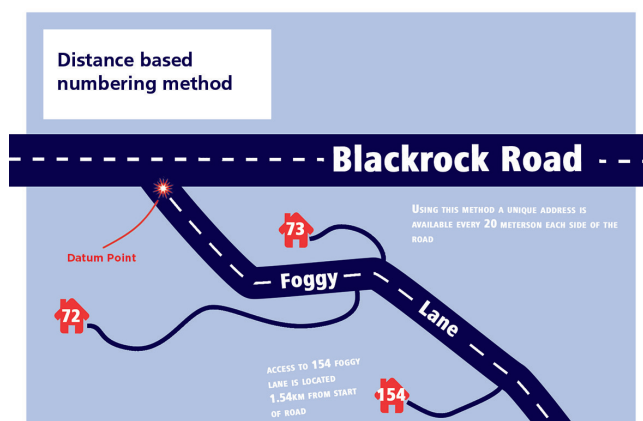 Distance based
numbering method
Blackrock Road
USING THIS METHOD A UNIQUE ADDRESS IS
AVAILABLE EVERY 20 METERSON EACH SIDE OF THE
ROAD
73
Datum Point
Foggy
72
Lane
ACCESS TO 154 FOGGY
LANE IS LOCATED
1.54KM FROM START
OF ROAD
154